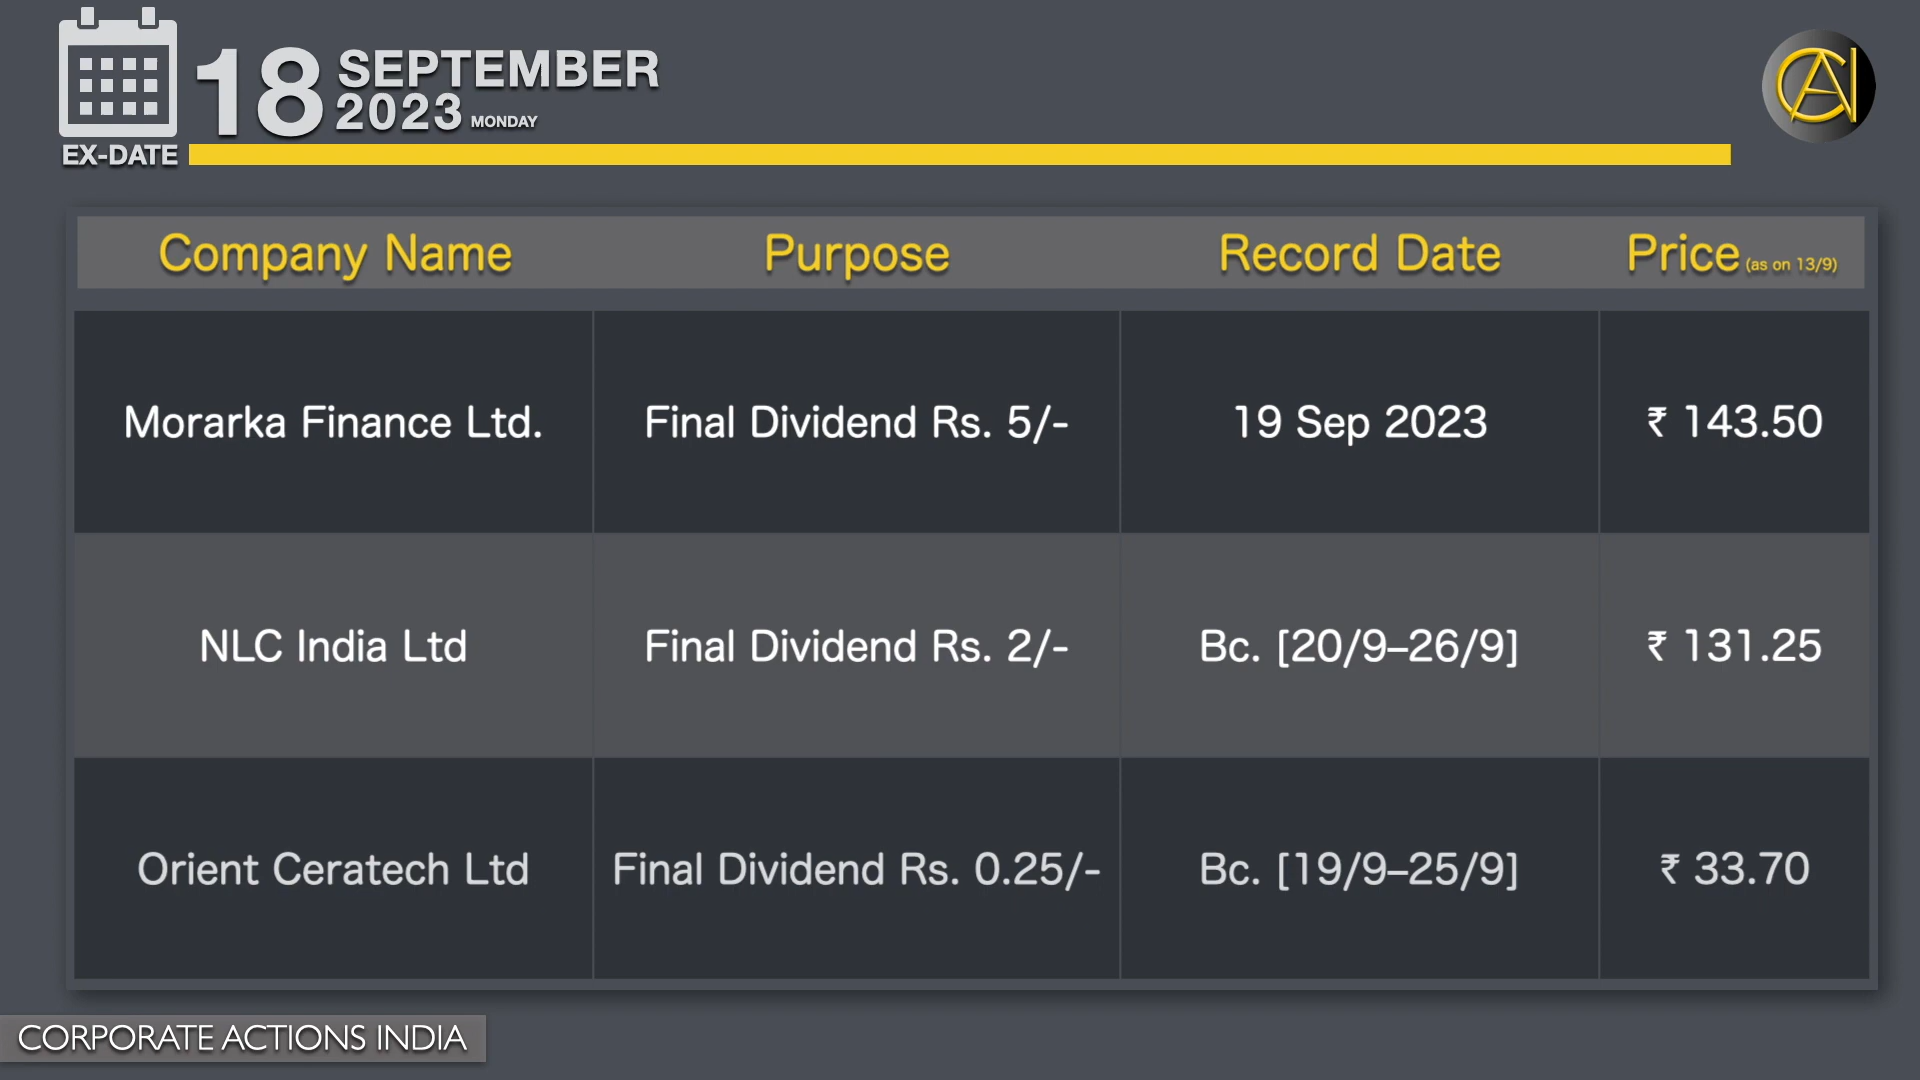 18 SEPTEMBER
2023 MONDAY
EX-DATE
CAI
Company Name Purpose Record Date Price (as on 13/9)
Morarka Finance Ltd. Final Dividend Rs. 5/- 19 Sep 2023 ₹ 143.50
NLC India Ltd Final Dividend Rs. 2/- Bc. [20/9–26/9] ₹ 131.25
Orient Ceratech Ltd Final Dividend Rs. 0.25/- Bc. [19/9–25/9] ₹ 33.70
CORPORATE ACTIONS INDIA